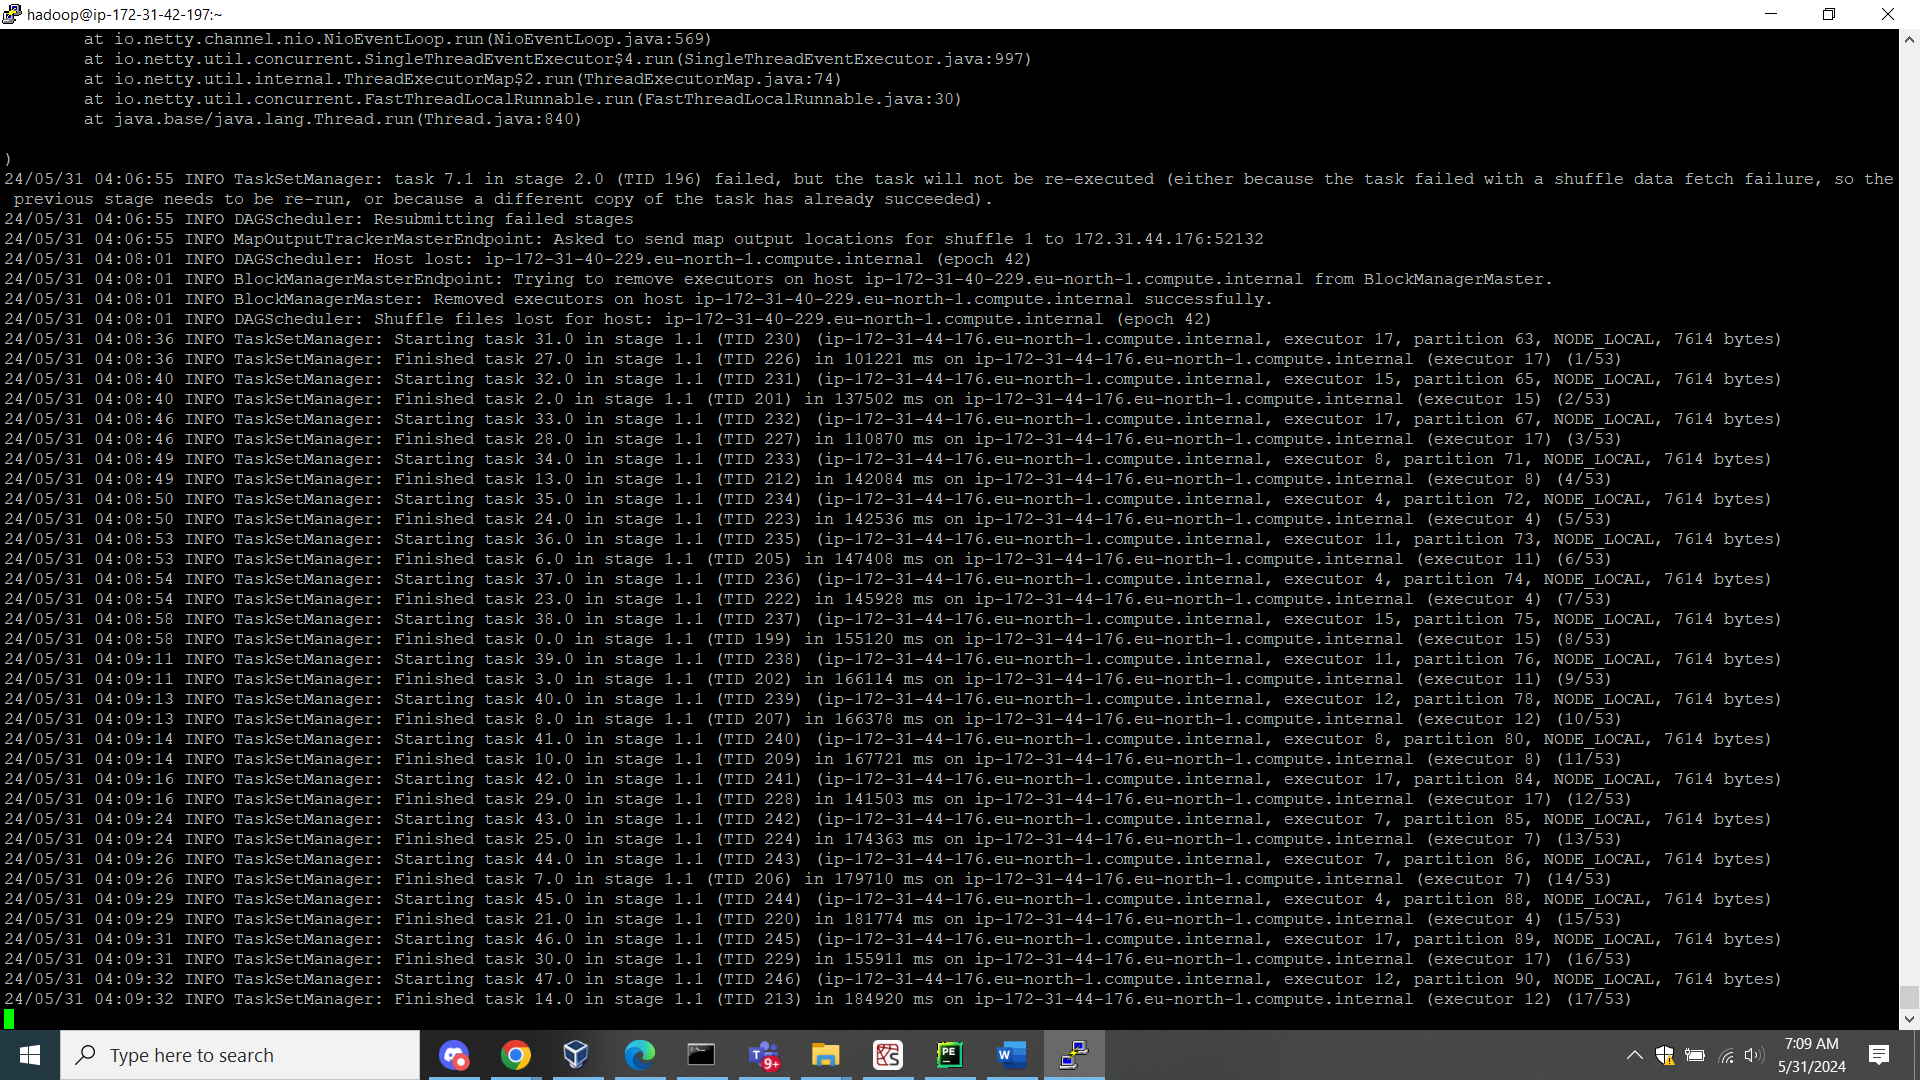 hadoop@ip-172-31-42-197:~
at io.netty.channel.nio.NioEventLoop.run(NioEventLoop.java:569)
at io.netty.util.concurrent.SingleThreadEventExecutor$4.run(SingleThreadEventExecutor.java:997)
at io.netty.util.internal.ThreadExecutorMap$2.run(ThreadExecutorMap.java:74)
at io.netty.util.concurrent.FastThreadLocalRunnable.run(FastThreadLocalRunnable.java:30)
at java.base/java.lang.Thread.run(Thread.java:840)
)
24/05/31 04:06:55 INFO TaskSetManager: task 7.1 in stage 2.0 (TID 196) failed, but the task will not be re-executed (either because the task failed with a shuffle data fetch failure, so the
previous stage needs to be re-run, or because a different copy of the task has already succeeded).
24/05/31 04:06:55 INFO DAGScheduler: Resubmitting failed stages
24/05/31 04:06:55 INFO MapOutputTrackerMasterEndpoint: Asked to send map output locations for shuffle 1 to 172.31.44.176:52132
24/05/31 04:08:01 INFO DAGScheduler: Host lost: ip-172-31-40-229.eu-north-1.compute.internal (epoch 42)
24/05/31 04:08:01 INFO BlockManagerMasterEndpoint: Trying to remove executors on host ip-172-31-40-229.eu-north-1.compute.internal from BlockManagerMaster.
24/05/31 04:08:01 INFO BlockManagerMaster: Removed executors on host ip-172-31-40-229.eu-north-1.compute.internal successfully.
24/05/31 04:08:01 INFO DAGScheduler: Shuffle files lost for host: ip-172-31-40-229.eu-north-1.compute.internal (epoch 42)
24/05/31 04:08:36 INFO TaskSetManager: Starting task 31.0 in stage 1.1 (TID 230) (ip-172-31-44-176.eu-north-1.compute.internal, executor 17, partition 63, NODE_LOCAL, 7614 bytes)
24/05/31 04:08:36 INFO TaskSetManager: Finished task 27.0 in stage 1.1 (TID 226) in 101221 ms on ip-172-31-44-176.eu-north-1.compute.internal (executor 17) (1/53)
24/05/31 04:08:40 INFO TaskSetManager: Starting task 32.0 in stage 1.1 (TID 231) (ip-172-31-44-176.eu-north-1.compute.internal, executor 15, partition 65, NODE_LOCAL, 7614 bytes)
24/05/31 04:08:40 INFO TaskSetManager: Finished task 2.0 in stage 1.1 (TID 201) in 137502 ms on ip-172-31-44-176.eu-north-1.compute.internal (executor 15) (2/53)
24/05/31 04:08:46 INFO TaskSetManager: Starting task 33.0 in stage 1.1 (TID 232) (ip-172-31-44-176.eu-north-1.compute.internal, executor 17, partition 67, NODE_LOCAL, 7614 bytes)
24/05/31 04:08:46 INFO TaskSetManager: Finished task 28.0 in stage 1.1 (TID 227) in 110870 ms on ip-172-31-44-176.eu-north-1.compute.internal (executor 17) (3/53)
24/05/31 04:08:49 INFO TaskSetManager: Starting task 34.0 in stage 1.1 (TID 233) (ip-172-31-44-176.eu-north-1.compute.internal, executor 8, partition 71, NODE_LOCAL, 7614 bytes)
24/05/31 04:08:49 INFO TaskSetManager: Finished task 13.0 in stage 1.1 (TID 212) in 142084 ms on ip-172-31-44-176.eu-north-1.compute.internal (executor 8) (4/53)
24/05/31 04:08:50 INFO TaskSetManager: Starting task 35.0 in stage 1.1 (TID 234) (ip-172-31-44-176.eu-north-1.compute.internal, executor 4, partition 72, NODE_LOCAL, 7614 bytes)
24/05/31 04:08:50 INFO TaskSetManager: Finished task 24.0 in stage 1.1 (TID 223) in 142536 ms on ip-172-31-44-176.eu-north-1.compute.internal (executor 4) (5/53)
24/05/31 04:08:53 INFO TaskSetManager: Starting task 36.0 in stage 1.1 (TID 235) (ip-172-31-44-176.eu-north-1.compute.internal, executor 11, partition 73, NODE_LOCAL, 7614 bytes)
24/05/31 04:08:53 INFO TaskSetManager: Finished task 6.0 in stage 1.1 (TID 205) in 147408 ms on ip-172-31-44-176.eu-north-1.compute.internal (executor 11) (6/53)
24/05/31 04:08:54 INFO TaskSetManager: Starting task 37.0 in stage 1.1 (TID 236) (ip-172-31-44-176.eu-north-1.compute.internal, executor 4, partition 74, NODE_LOCAL, 7614 bytes)
24/05/31 04:08:54 INFO TaskSetManager: Finished task 23.0 in stage 1.1 (TID 222) in 145928 ms on ip-172-31-44-176.eu-north-1.compute.internal (executor 4) (7/53)
24/05/31 04:08:58 INFO TaskSetManager: Starting task 38.0 in stage 1.1 (TID 237) (ip-172-31-44-176.eu-north-1.compute.internal, executor 15, partition 75, NODE_LOCAL, 7614 bytes)
24/05/31 04:08:58 INFO TaskSetManager: Finished task 0.0 in stage 1.1 (TID 199) in 155120 ms on ip-172-31-44-176.eu-north-1.compute.internal (executor 15) (8/53)
24/05/31 04:09:11 INFO TaskSetManager: Starting task 39.0 in stage 1.1 (TID 238) (ip-172-31-44-176.eu-north-1.compute.internal, executor 11, partition 76, NODE_LOCAL, 7614 bytes)
24/05/31 04:09:11 INFO TaskSetManager: Finished task 3.0 in stage 1.1 (TID 202) in 166114 ms on ip-172-31-44-176.eu-north-1.compute.internal (executor 11) (9/53)
24/05/31 04:09:13 INFO TaskSetManager: Starting task 40.0 in stage 1.1 (TID 239) (ip-172-31-44-176.eu-north-1.compute.internal, executor 12, partition 78, NODE_LOCAL, 7614 bytes)
24/05/31 04:09:13 INFO TaskSetManager: Finished task 8.0 in stage 1.1 (TID 207) in 166378 ms on ip-172-31-44-176.eu-north-1.compute.internal (executor 12) (10/53)
24/05/31 04:09:14 INFO TaskSetManager: Starting task 41.0 in stage 1.1 (TID 240) (ip-172-31-44-176.eu-north-1.compute.internal, executor 8, partition 80, NODE_LOCAL, 7614 bytes)
24/05/31 04:09:14 INFO TaskSetManager: Finished task 10.0 in stage 1.1 (TID 209) in 167721 ms on ip-172-31-44-176.eu-north-1.compute.internal (executor 8) (11/53)
24/05/31 04:09:16 INFO TaskSetManager: Starting task 42.0 in stage 1.1 (TID 241) (ip-172-31-44-176.eu-north-1.compute.internal, executor 17, partition 84, NODE_LOCAL, 7614 bytes)
24/05/31 04:09:16 INFO TaskSetManager: Finished task 29.0 in stage 1.1 (TID 228) in 141503 ms on ip-172-31-44-176.eu-north-1.compute.internal (executor 17) (12/53)
24/05/31 04:09:24 INFO TaskSetManager: Starting task 43.0 in stage 1.1 (TID 242) (ip-172-31-44-176.eu-north-1.compute.internal, executor 7, partition 85, NODE_LOCAL, 7614 bytes)
24/05/31 04:09:24 INFO TaskSetManager: Finished task 25.0 in stage 1.1 (TID 224) in 174363 ms on ip-172-31-44-176.eu-north-1.compute.internal (executor 7) (13/53)
24/05/31 04:09:26 INFO TaskSetManager: Starting task 44.0 in stage 1.1 (TID 243) (ip-172-31-44-176.eu-north-1.compute.internal, executor 7, partition 86, NODE_LOCAL, 7614 bytes)
24/05/31 04:09:26 INFO TaskSetManager: Finished task 7.0 in stage 1.1 (TID 206) in 179710 ms on ip-172-31-44-176.eu-north-1.compute.internal (executor 7) (14/53)
24/05/31 04:09:29 INFO TaskSetManager: Starting task 45.0 in stage 1.1 (TID 244) (ip-172-31-44-176.eu-north-1.compute.internal, executor 4, partition 88, NODE_LOCAL, 7614 bytes)
24/05/31 04:09:29 INFO TaskSetManager: Finished task 21.0 in stage 1.1 (TID 220) in 181774 ms on ip-172-31-44-176.eu-north-1.compute.internal (executor 4) (15/53)
24/05/31 04:09:31 INFO TaskSetManager: Starting task 46.0 in stage 1.1 (TID 245) (ip-172-31-44-176.eu-north-1.compute.internal, executor 17, partition 89, NODE_LOCAL, 7614 bytes)
24/05/31 04:09:31 INFO TaskSetManager: Finished task 30.0 in stage 1.1 (TID 229) in 155911 ms on ip-172-31-44-176.eu-north-1.compute.internal (executor 17) (16/53)
24/05/31 04:09:32 INFO TaskSetManager: Starting task 47.0 in stage 1.1 (TID 246) (ip-172-31-44-176.eu-north-1.compute.internal, executor 12, partition 90, NODE_LOCAL, 7614 bytes)
24/05/31 04:09:32 INFO TaskSetManager: Finished task 14.0 in stage 1.1 (TID 213) in 184920 ms on ip-172-31-44-176.eu-north-1.compute.internal (executor 12) (17/53)
Type here to search
9+
PE
W
7:09 AM
5/31/2024